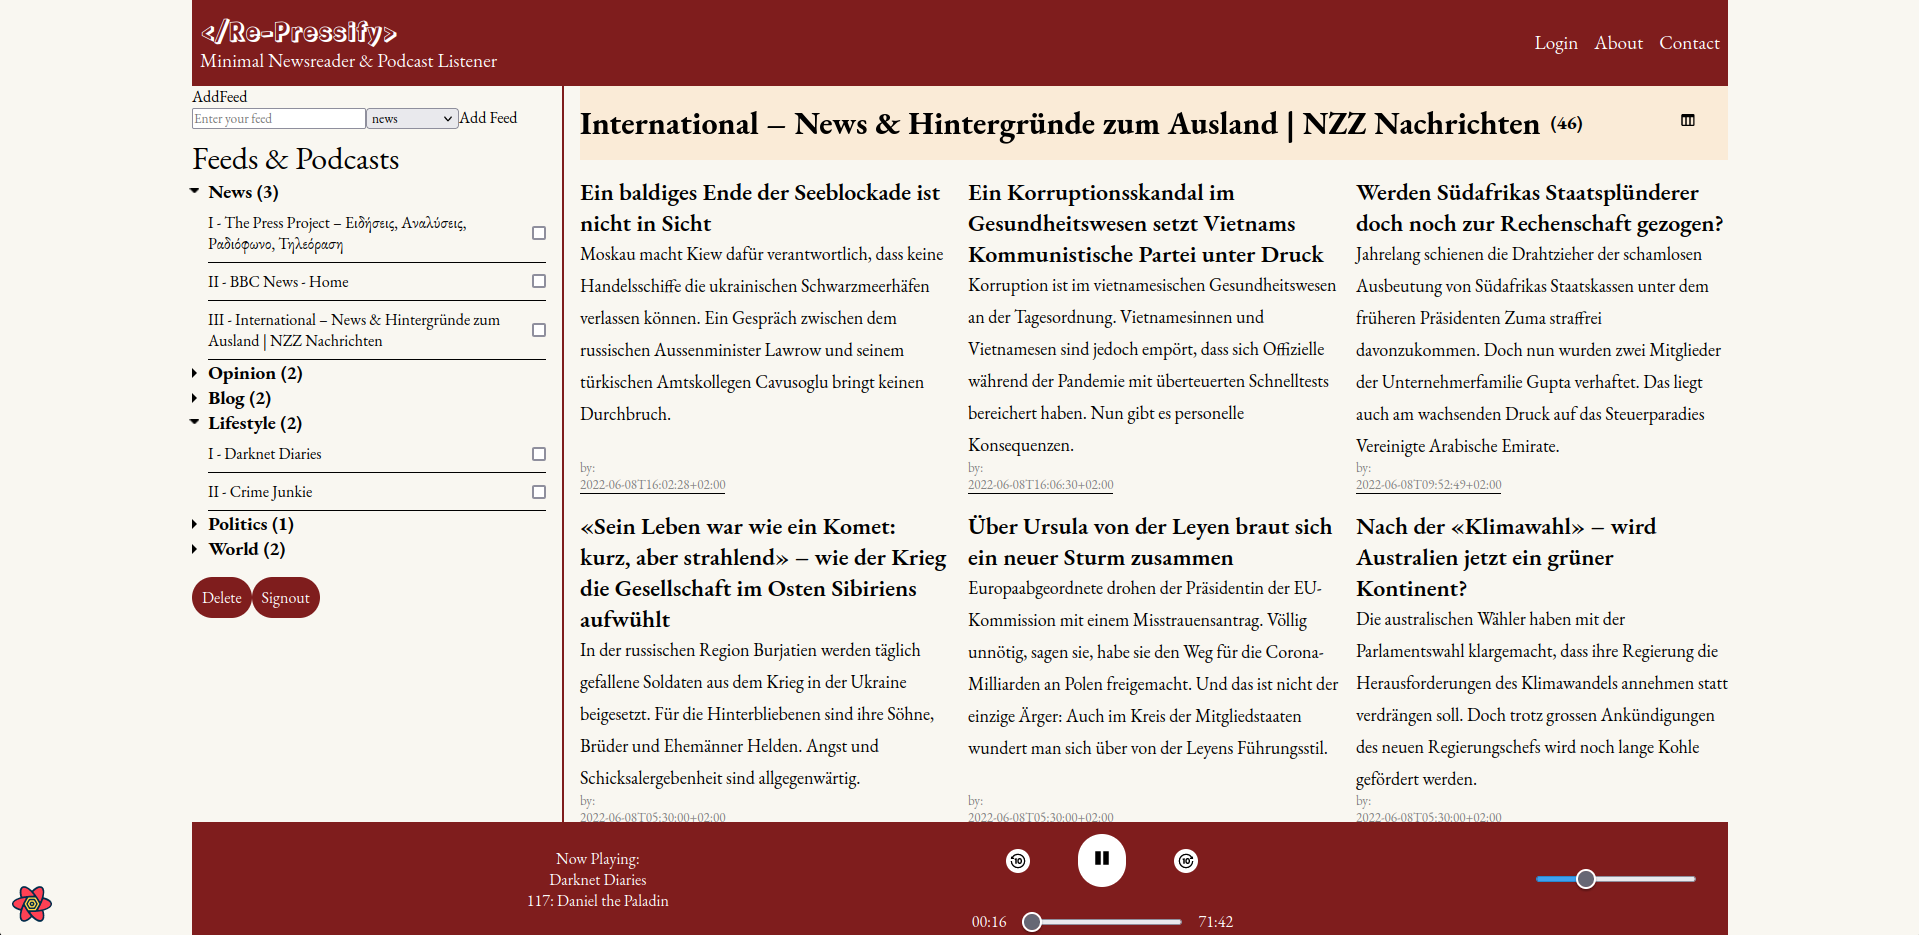 </Re-Pressify>
Minimal Newsreader & Podcast Listener
Login About Contact
AddFeed
Enter your feed news Add Feed
Feeds & Podcasts
News (3)
I - The Press Project – Ειδήσεις, Αναλύσεις,
Ραδιόφωνο, Τηλεόραση
II - BBC News - Home
III - International – News & Hintergründe zum
Ausland | NZZ Nachrichten
Opinion (2)
Blog (2)
Lifestyle (2)
I - Darknet Diaries
II - Crime Junkie
Politics (1)
World (2)
Delete Signout
International – News & Hintergründe zum Ausland | NZZ Nachrichten (46)
Ein baldiges Ende der Seeblockade ist
nicht in Sicht
Moskau macht Kiew dafür verantwortlich, dass keine
Handelsschiffe die ukrainischen Schwarzmeerhäfen
verlassen können. Ein Gespräch zwischen dem
russischen Aussenminister Lawrow und seinem
türkischen Amtskollegen Cavusoglu bringt keinen
Durchbruch.
by:
2022-06-08T16:02:28+02:00
Ein Korruptionsskandal im
Gesundheitswesen setzt Vietnams
Kommunistische Partei unter Druck
Korruption ist im vietnamesischen Gesundheitswesen
an der Tagesordnung. Vietnamesinnen und
Vietnamesen sind jedoch empört, dass sich Offizielle
während der Pandemie mit überteuerten Schnelltests
bereichert haben. Nun gibt es personelle
Konsequenzen.
by:
2022-06-08T16:06:30+02:00
Werden Südafrikas Staatsplünderer
doch noch zur Rechenschaft gezogen?
Jahrelang schienen die Drahtzieher der schamlosen
Ausbeutung von Südafrikas Staatskassen unter dem
früheren Präsidenten Zuma straffrei
davonzukommen. Doch nun wurden zwei Mitglieder
der Unternehmerfamilie Gupta verhaftet. Das liegt
auch am wachsenden Druck auf das Steuerparadies
Vereinigte Arabische Emirate.
by:
2022-06-08T09:52:49+02:00
«Sein Leben war wie ein Komet:
kurz, aber strahlend» – wie der Krieg
die Gesellschaft im Osten Sibiriens
aufwühlt
In der russischen Region Burjatien werden täglich
gefallene Soldaten aus dem Krieg in der Ukraine
beigesetzt. Für die Hinterbliebenen sind ihre Söhne,
Brüder und Ehemänner Helden. Angst und
Schicksalergebenheit sind allgegenwärtig.
by:
2022-06-08T05:30:00+02:00
Über Ursula von der Leyen braut sich
ein neuer Sturm zusammen
Europaabgeordnete drohen der Präsidentin der EU-
Kommission mit einem Misstrauensantrag. Völlig
unnötig, sagen sie, habe sie den Weg für die Corona-
Milliarden an Polen freigemacht. Und das ist nicht der
einzige Ärger: Auch im Kreis der Mitgliedstaaten
wundert man sich über von der Leyens Führungsstil.
by:
2022-06-08T05:30:00+02:00
Nach der «Klimawahl» – wird
Australien jetzt ein grüner
Kontinent?
Die australischen Wähler haben mit der
Parlamentswahl klargemacht, dass ihre Regierung die
Herausforderungen des Klimawandels annehmen statt
verdrängen soll. Doch trotz grossen Ankündigungen
des neuen Regierungschefs wird noch lange Kohle
gefördert werden.
by:
2022-06-08T05:30:00+02:00
Now Playing:
Darknet Diaries
117: Daniel the Paladin
10 10
00:16 71:42